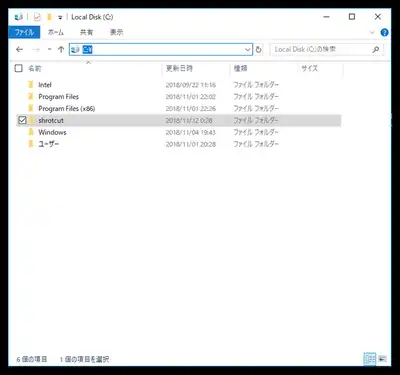 Local Disk (C:)
ファイル ホーム 共有 表示
C:\ Local Disk (C:)の検索
名前 更新日時 種類 サイズ
Intel 2018/09/22 11:16 ファイル フォルダー
Program Files 2018/11/01 22:02 ファイル フォルダー
Program Files (x86) 2018/11/03 22:26 ファイル フォルダー
shrotcut 2018/11/12 0:28 ファイル フォルダー
Windows 2018/11/04 19:43 ファイル フォルダー
ユーザー 2018/11/01 20:28 ファイル フォルダー
6 個の項目 1 個の項目を選択